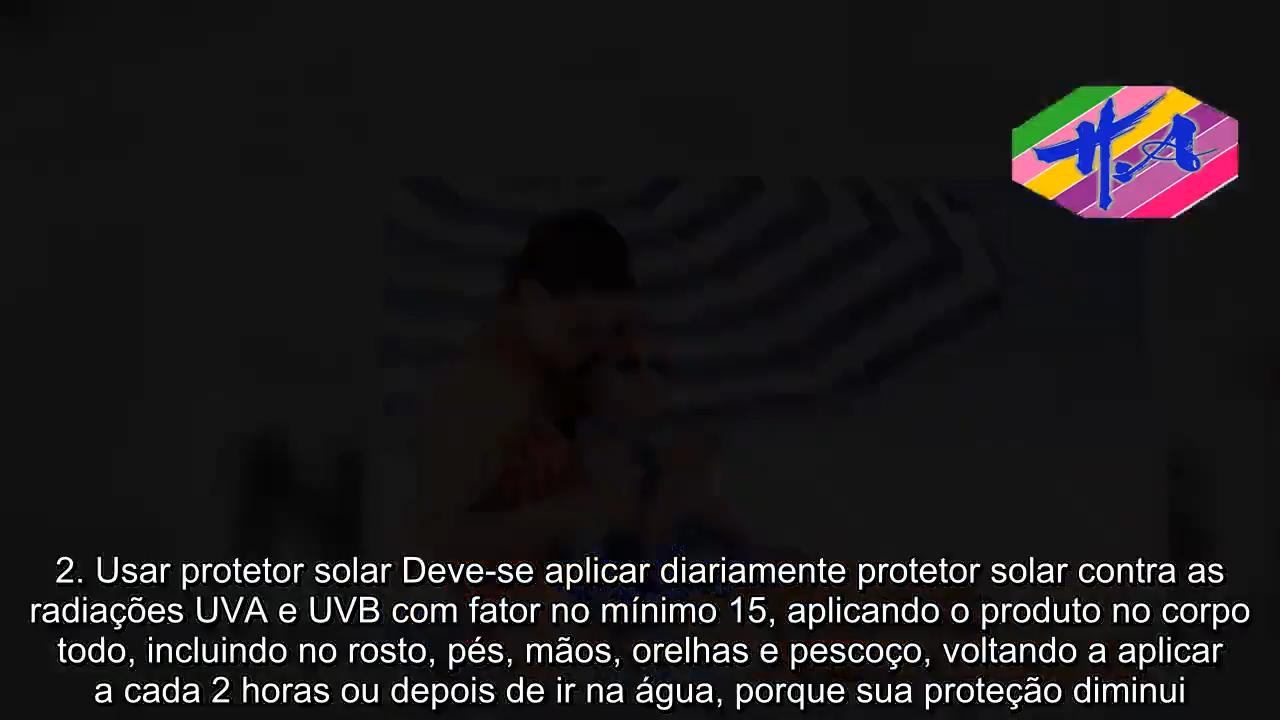 H.A
2. Usar protetor solar Deve-se aplicar diariamente protetor solar contra as
radiações UVA e UVB com fator no mínimo 15, aplicando o produto no corpo
todo, incluindo no rosto, pés, mãos, orelhas e pescoço, voltando a aplicar
a cada 2 horas ou depois de ir na água, porque sua proteção diminui